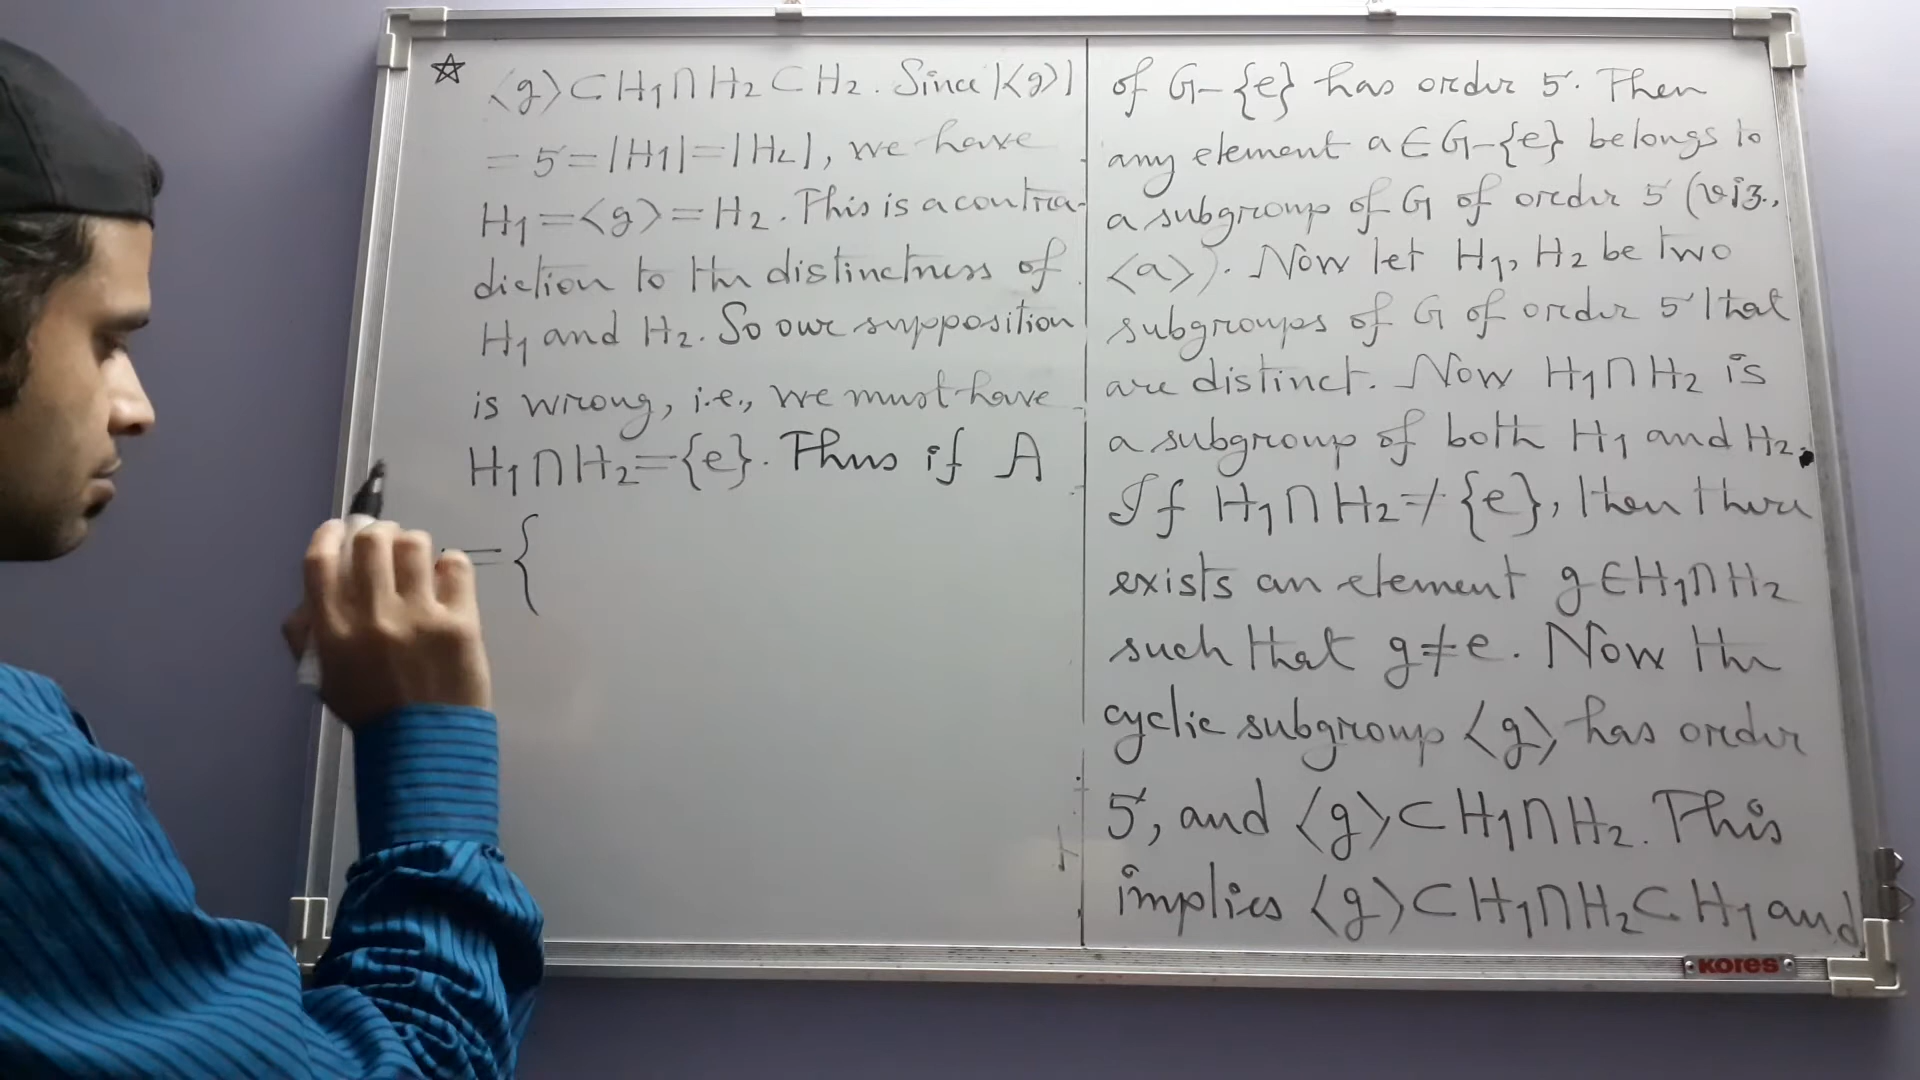 ☆ <g>⊂H₁∩H₂⊂H₂. Since |<g>|
= 5 = |H₁| = |H₂|, we have
H₁ = <g> = H₂. This is a contra-
diction to the distinctness of
H₁ and H₂. So our supposition
is wrong, i.e., we must have
H₁∩H₂={e}. Thus if A
= {
of G-{e} has order 5. Then
any element a∈G-{e} belongs to
a subgroup of G of order 5 (viz.,
<a>). Now let H₁, H₂ be two
subgroups of G of order 5 that
are distinct. Now H₁∩H₂ is
a subgroup of both H₁ and H₂.
If H₁∩H₂≠{e}, then there
exists an element g∈H₁∩H₂
such that g≠e. Now the
cyclic subgroup <g> has order
5, and <g>⊂H₁∩H₂. This
implies <g>⊂H₁∩H₂⊂H₁ and
KORES